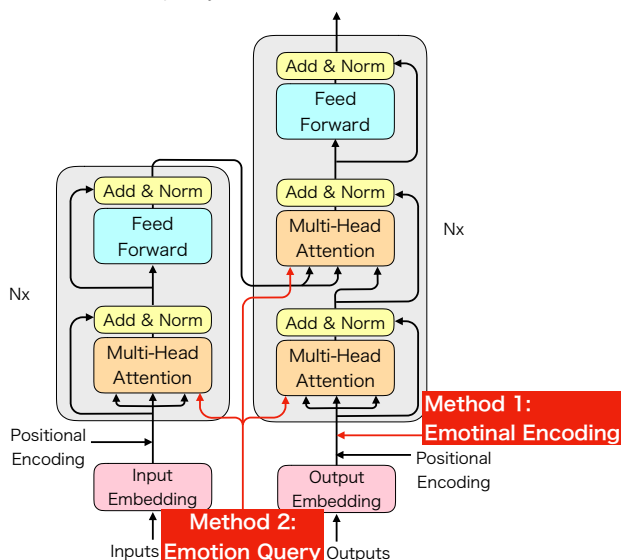 Add & Norm
Feed
Forward
Add & Norm
Multi-Head
Attention
Nx
Add & Norm
Multi-Head
Attention
Add & Norm
Feed
Forward
Nx
Add & Norm
Multi-Head
Attention
Method 1:
Emotinal Encoding
Positional
Encoding
Positional
Encoding
Input
Embedding
Output
Embedding
Method 2:
Emotion Query
Inputs
Outputs